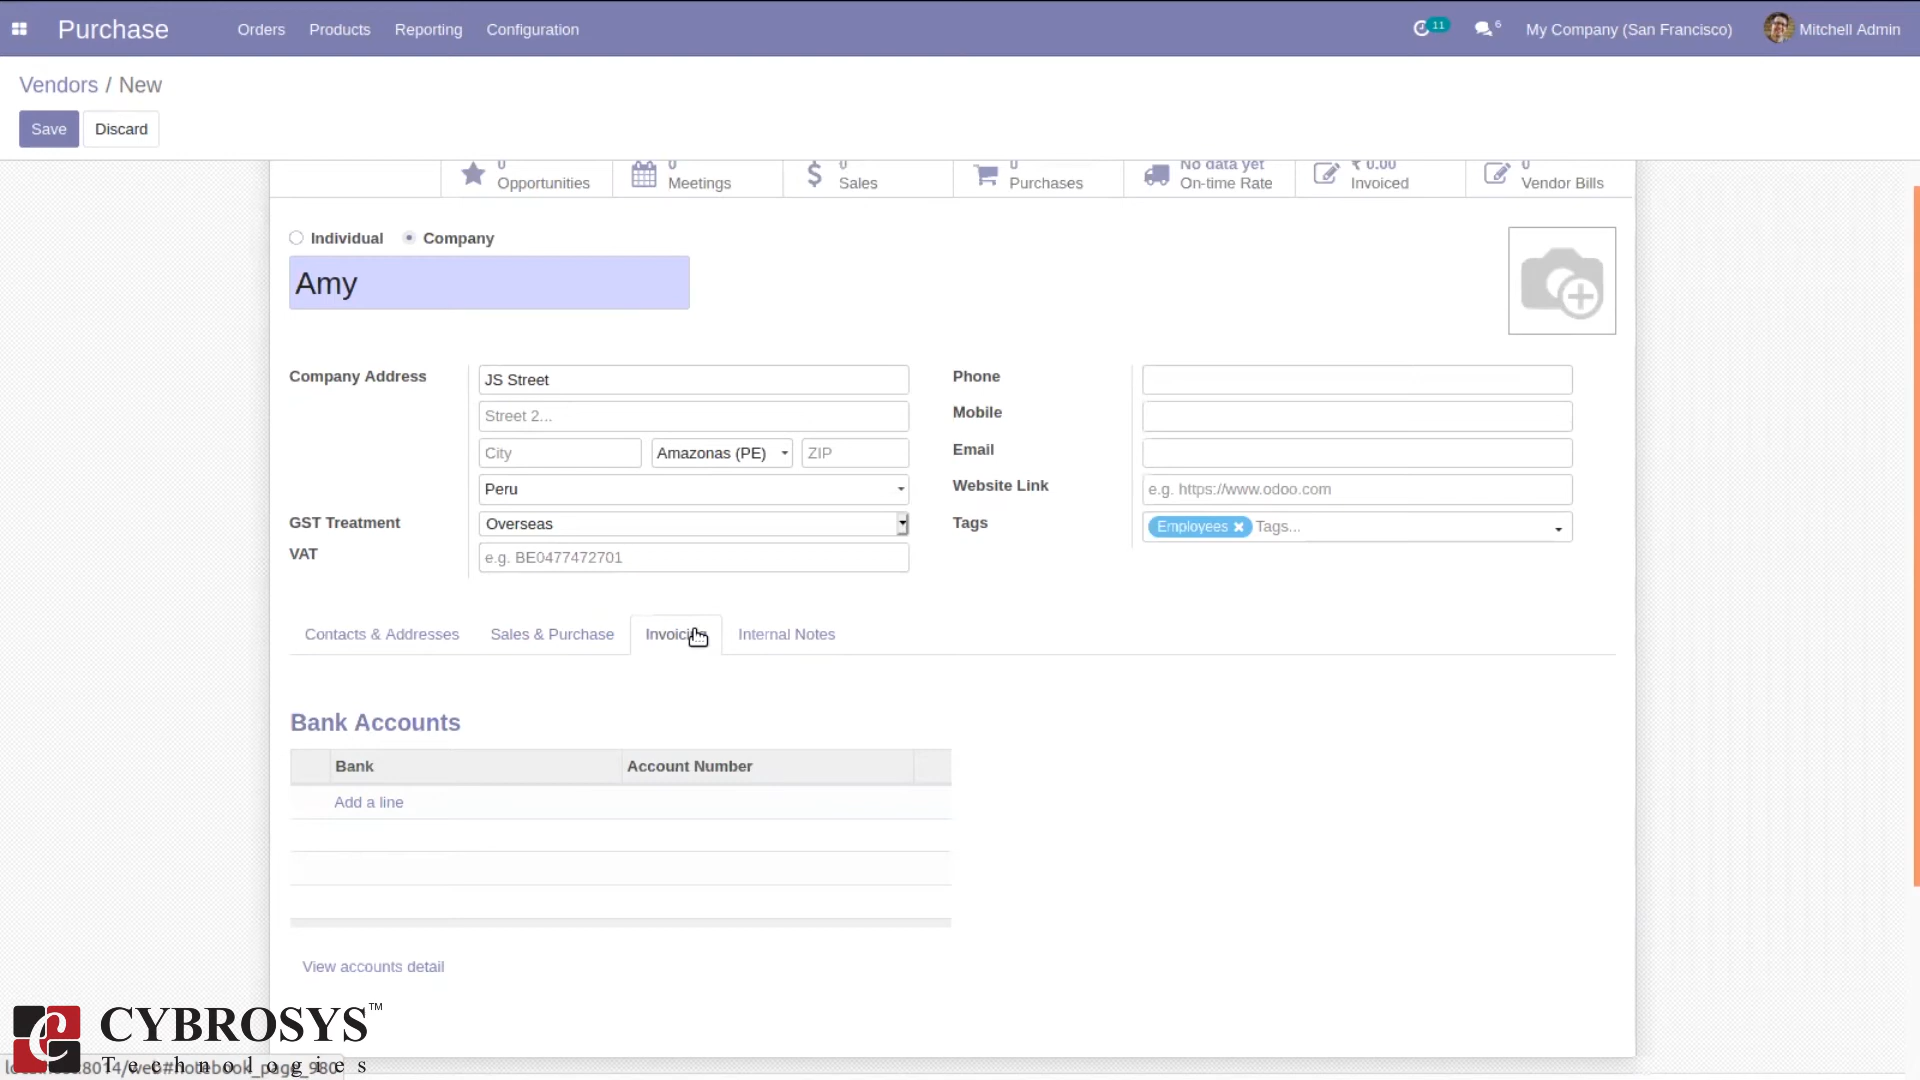 Purchase Orders Products Reporting Configuration 11 6 My Company (San Francisco) Mitchell Admin
Vendors / New
Save Discard
0 Opportunities
0 Meetings
0 Sales
0 Purchases
No data yet On-time Rate
₹ 0.00 Invoiced
0 Vendor Bills
Individual Company
Amy
Company Address JS Street
Street 2...
City Amazonas (PE) ZIP
Peru
GST Treatment Overseas
VAT e.g. BE0477472701
Phone
Mobile
Email
Website Link e.g. https://www.odoo.com
Tags Employees × Tags...
Contacts & Addresses Sales & Purchase Internal Notes
Bank Accounts
Bank Account Number
Add a line
View accounts detail
CYBROSYS™
Technologies